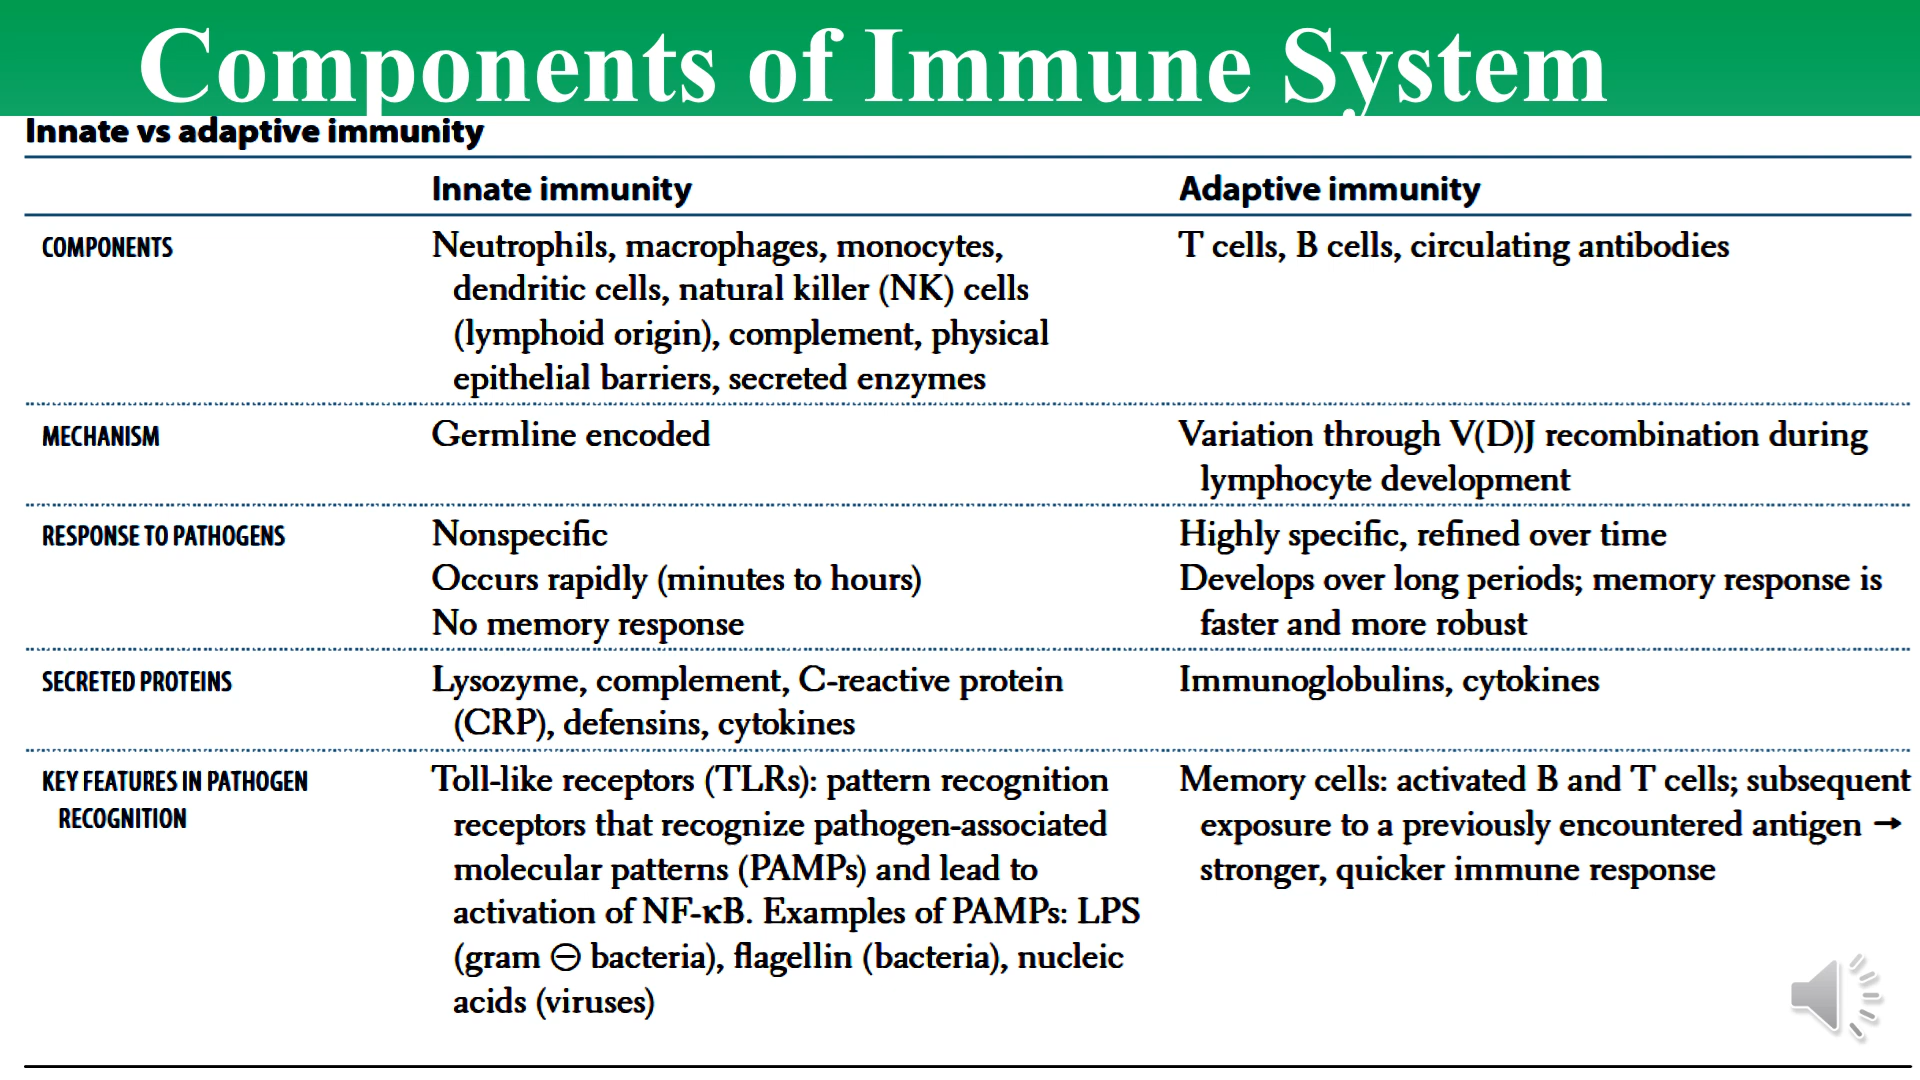 Components of Immune System
Innate vs adaptive immunity
Innate immunity
Adaptive immunity
COMPONENTS
Neutrophils, macrophages, monocytes,
dendritic cells, natural killer (NK) cells
(lymphoid origin), complement, physical
epithelial barriers, secreted enzymes
T cells, B cells, circulating antibodies
MECHANISM
Germline encoded
Variation through V(D)J recombination during
lymphocyte development
RESPONSE TO PATHOGENS
Nonspecific
Occurs rapidly (minutes to hours)
No memory response
Highly specific, refined over time
Develops over long periods; memory response is
faster and more robust
SECRETED PROTEINS
Lysozyme, complement, C-reactive protein
(CRP), defensins, cytokines
Immunoglobulins, cytokines
KEY FEATURES IN PATHOGEN
RECOGNITION
Toll-like receptors (TLRs): pattern recognition
receptors that recognize pathogen-associated
molecular patterns (PAMPs) and lead to
activation of NF-κB. Examples of PAMPs: LPS
(gram ⊖ bacteria), flagellin (bacteria), nucleic
acids (viruses)
Memory cells: activated B and T cells; subsequent
exposure to a previously encountered antigen →
stronger, quicker immune response